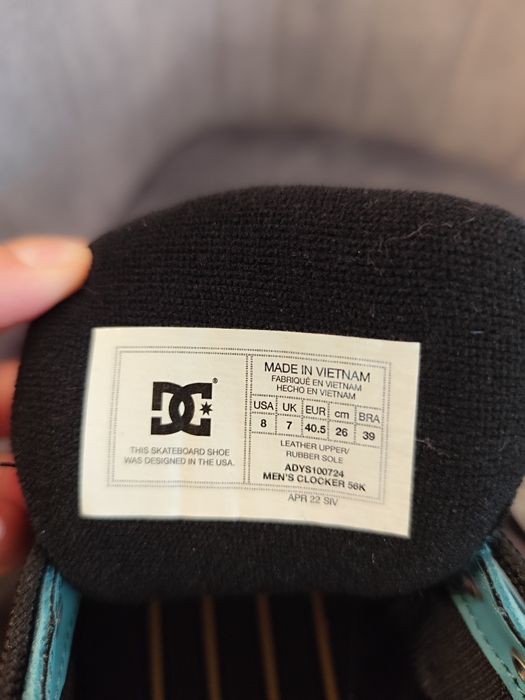 DC®
THIS SKATEBOARD SHOE
WAS DESIGNED IN THE USA.
MADE IN VIETNAM
FABRIQUÉ EN VIETNAM
HECHO EN VIETNAM
USA UK EUR cm BRA
8 7 40.5 26 39
LEATHER UPPER/
RUBBER SOLE
ADYS100724
MEN'S CLOCKER 56K
APR 22 SIV